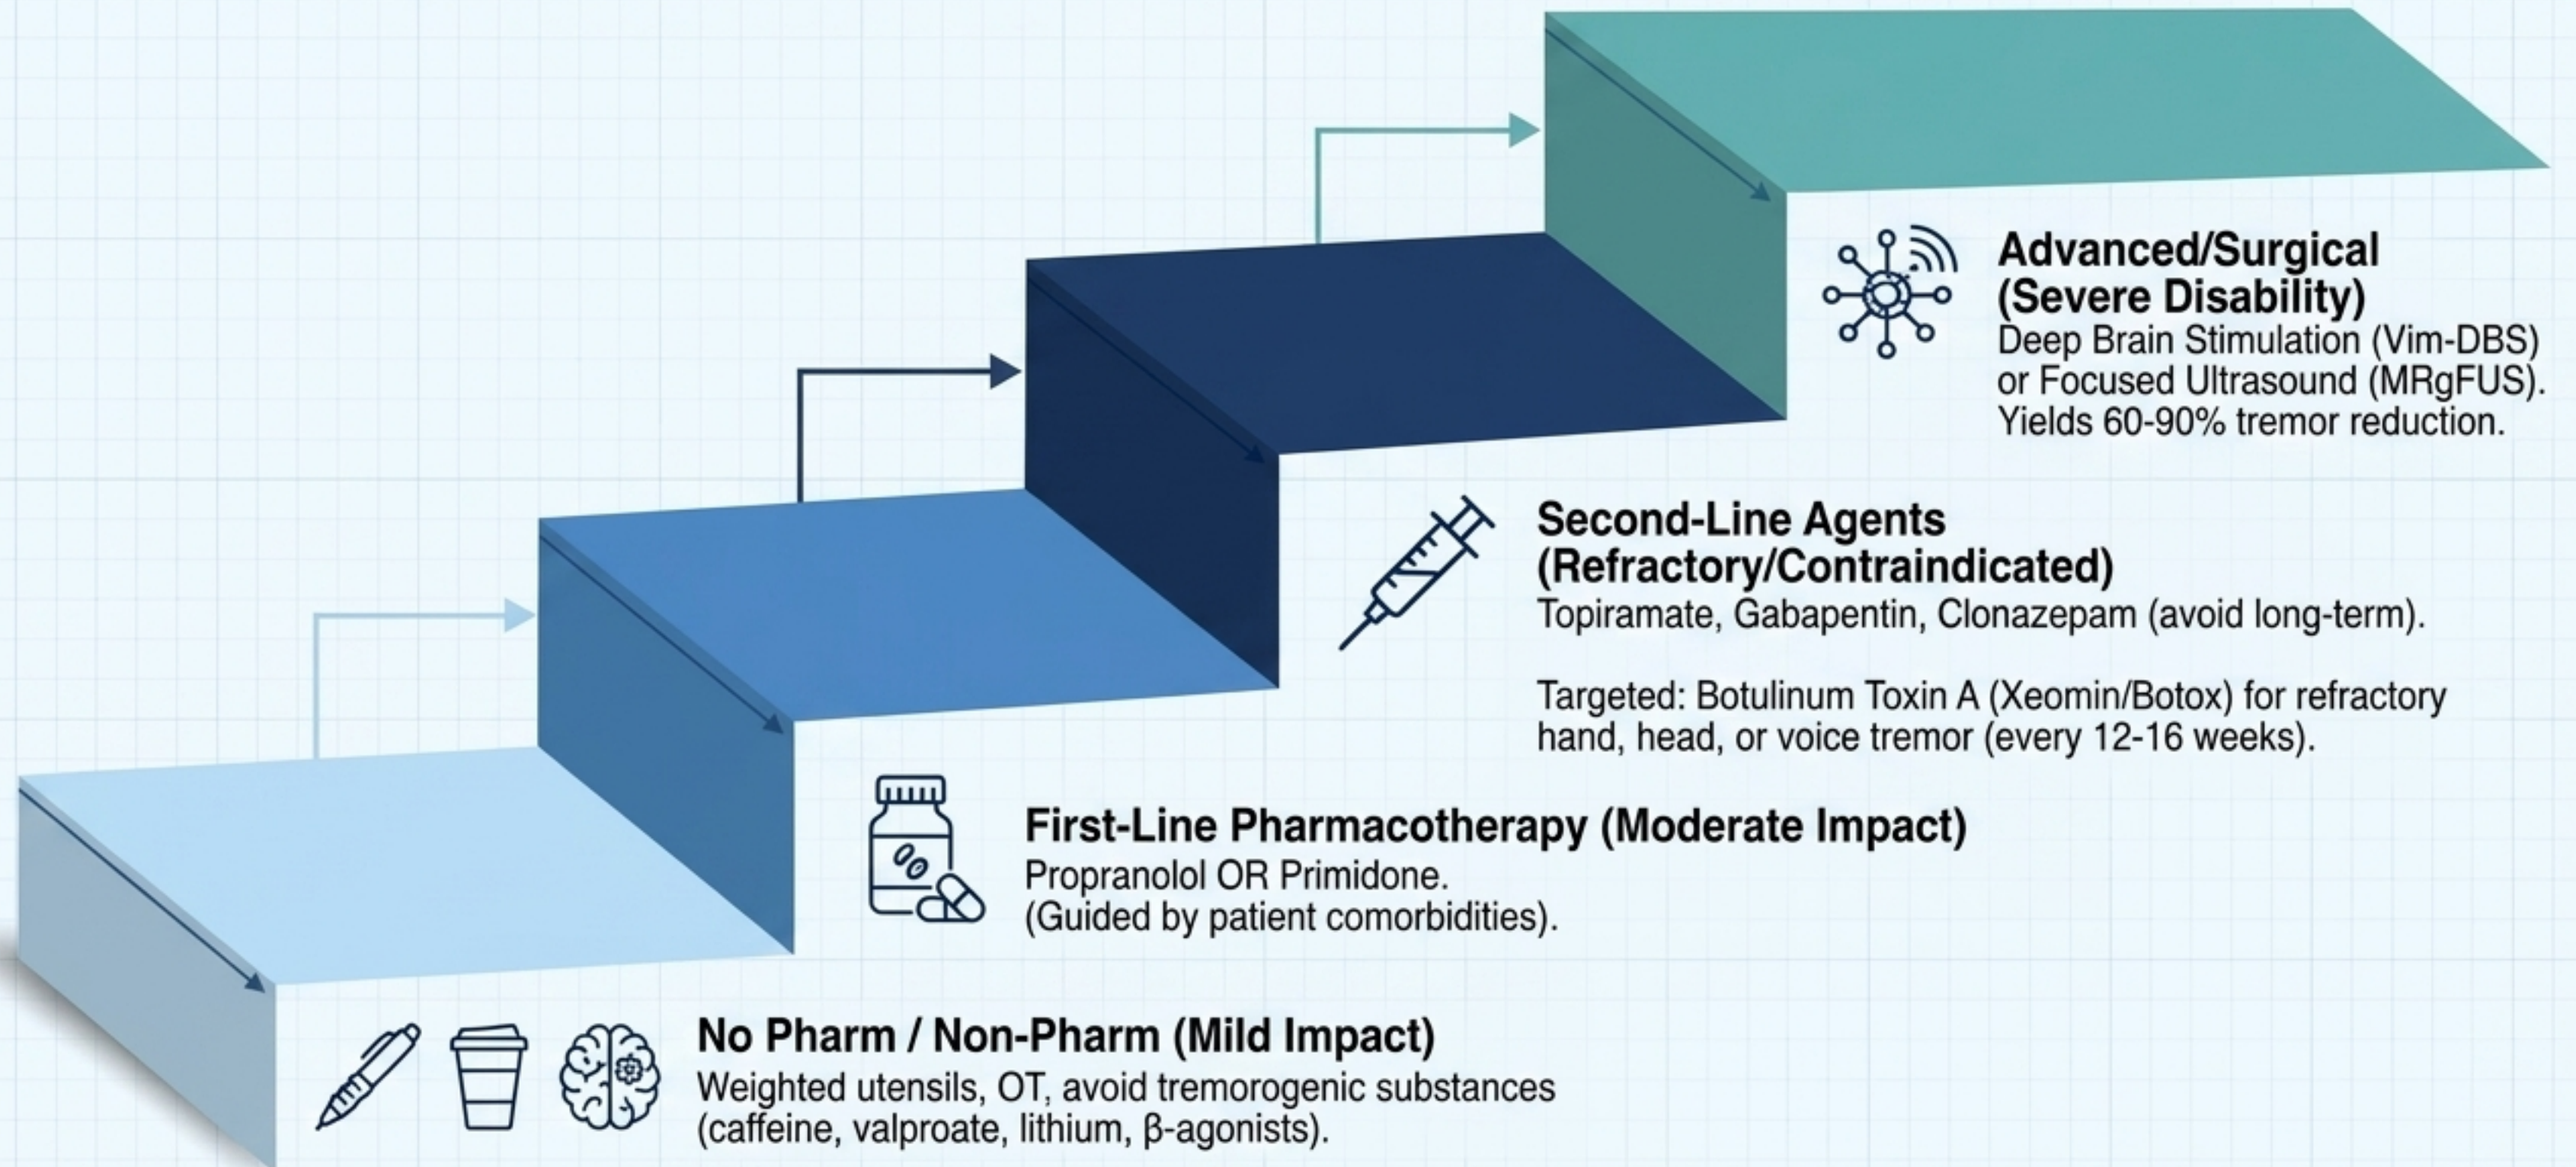 Advanced/Surgical
(Severe Disability)
Deep Brain Stimulation (Vim-DBS)
or Focused Ultrasound (MRgFUS).
Yields 60-90% tremor reduction.
Second-Line Agents
(Refractory/Contraindicated)
Topiramate, Gabapentin, Clonazepam (avoid long-term).
Targeted: Botulinum Toxin A (Xeomin/Botox) for refractory
hand, head, or voice tremor (every 12-16 weeks).
First-Line Pharmacotherapy (Moderate Impact)
Propranolol OR Primidone.
(Guided by patient comorbidities).
No Pharm / Non-Pharm (Mild Impact)
Weighted utensils, OT, avoid tremorogenic substances
(caffeine, valproate, lithium, β-agonists).